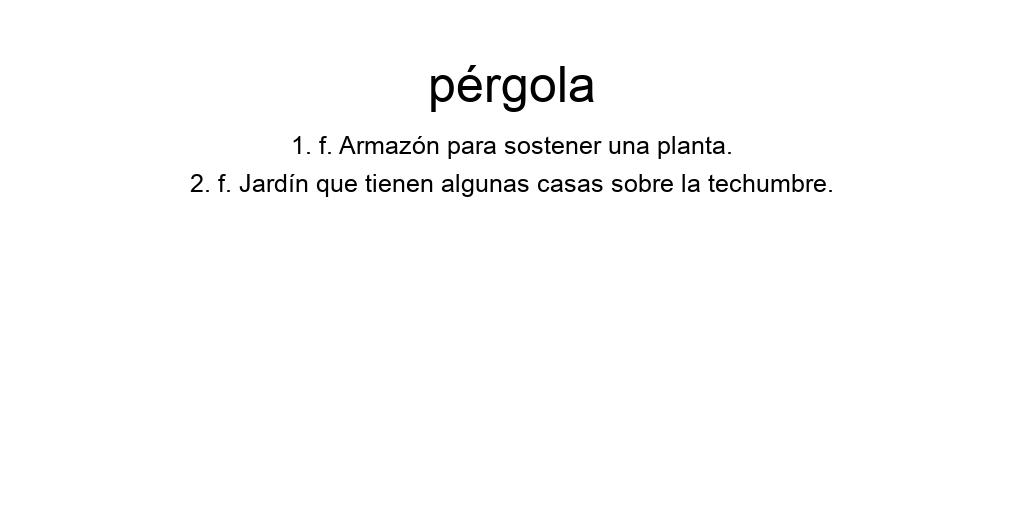 pérgola
1. f. Armazón para sostener una planta.
2. f. Jardín que tienen algunas casas sobre la techumbre.